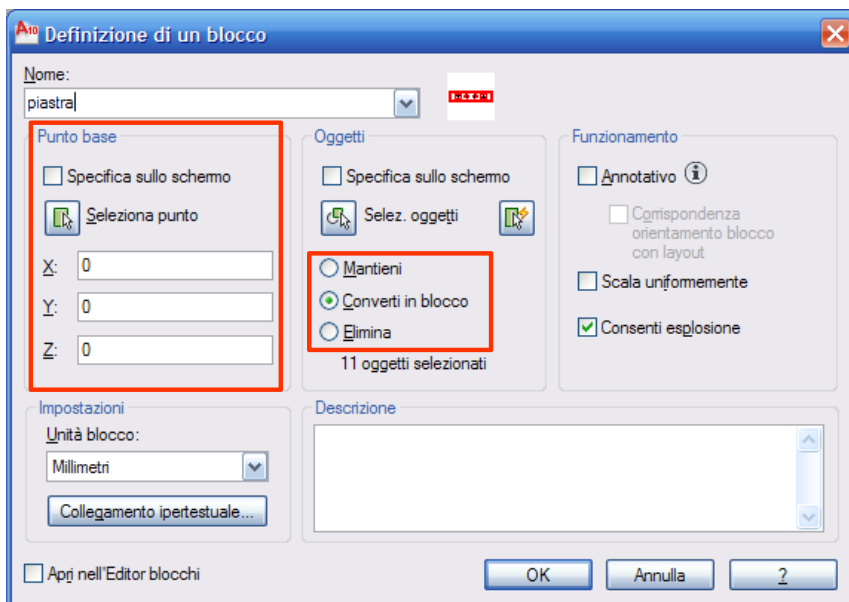 A10 Definizione di un blocco
Nome:
piastra
Punto base
Specifica sullo schermo
Seleziona punto
X: 0
Y: 0
Z: 0
Oggetti
Specifica sullo schermo
Selez. oggetti
Mantieni
Converti in blocco
Elimina
11 oggetti selezionati
Funzionamento
Annotativo
Corrispondenza
orientamento blocco
con layout
Scala uniformemente
Consenti esplosione
Impostazioni
Unità blocco:
Millimetri
Collegamento ipertestuale...
Descrizione
Apri nell'Editor blocchi
OK
Annulla
?